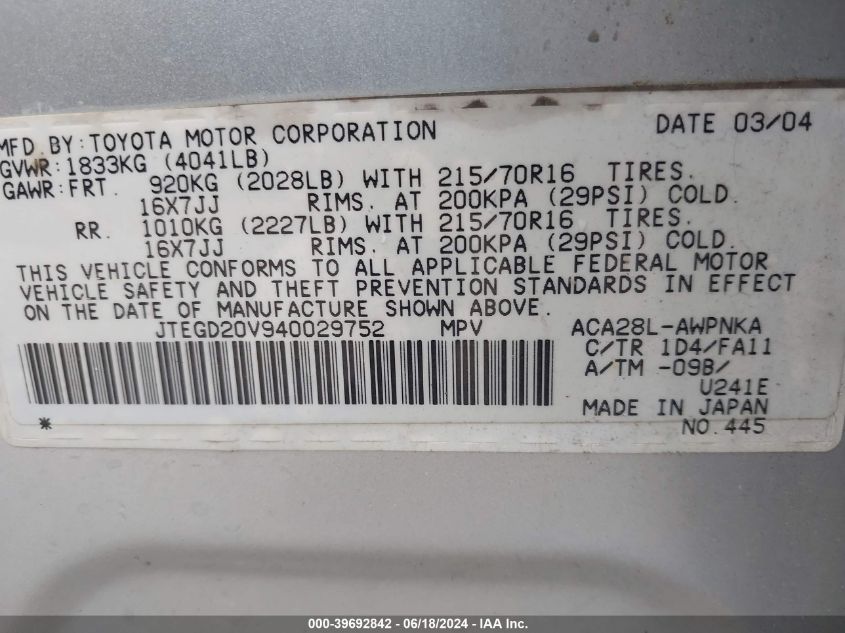 MFD.BY:TOYOTA MOTOR CORPORATION DATE 03/04
GVWR:1833KG (4041LB)
GAWR:FRT. 920KG (2028LB) WITH 215/70R16 TIRES.
16X7JJ RIMS. AT 200KPA (29PSI) COLD.
RR. 1010KG (2227LB) WITH 215/70R16 TIRES.
16X7JJ RIMS. AT 200KPA (29PSI) COLD.
THIS VEHICLE CONFORMS TO ALL APPLICABLE FEDERAL MOTOR
VEHICLE SAFETY AND THEFT PREVENTION STANDARDS IN EFFECT
ON THE DATE OF MANUFACTURE SHOWN ABOVE.
JTEGD20V940029752 MPV ACA28L-AWPNKA
C/TR 1D4/FA11
A/TM -09B/
U241E
MADE IN JAPAN
* NO.445
000-39692842 - 06/18/2024 - IAA Inc.